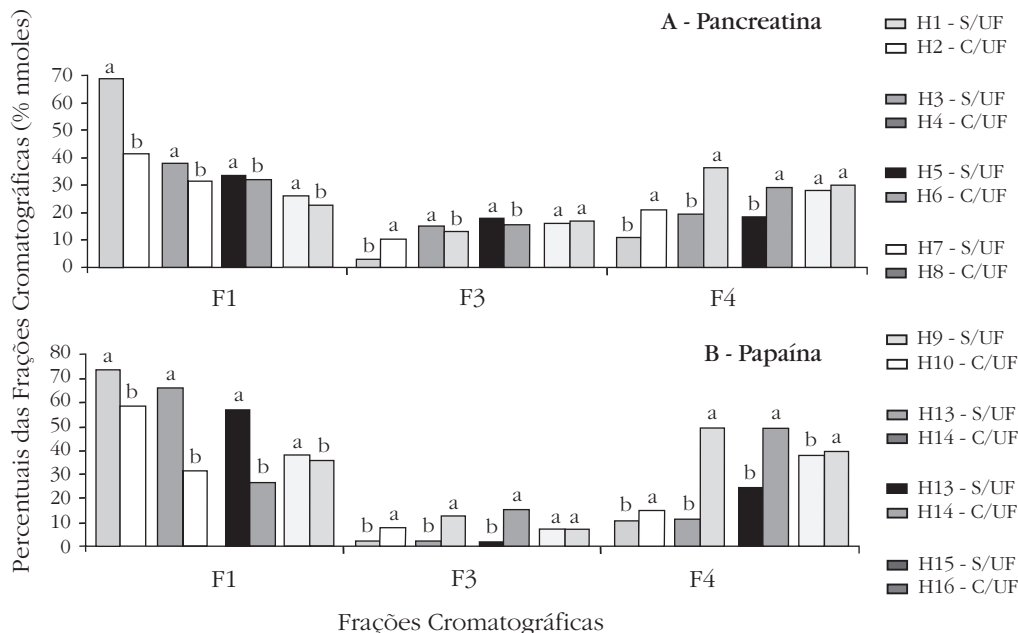 Percentuais das Frações Cromatográficas (% nmoles)
A - Pancreatina
70
60
50
40
30
20
10
0
a
b
a
b
a
b
a
b
b
a
a
b
a
b
a
a
b
a
b
a
b
a
a
a
F1
F3
F4
H1 - S/UF
H2 - C/UF
H3 - S/UF
H4 - C/UF
H5 - S/UF
H6 - C/UF
H7 - S/UF
H8 - C/UF
B - Papaína
80
70
60
50
40
30
20
10
0
a
b
a
b
a
b
a
b
b
a
b
a
b
a
a
a
b
a
b
a
b
a
b
a
F1
F3
F4
H9 - S/UF
H10 - C/UF
H13 - S/UF
H14 - C/UF
H13 - S/UF
H14 - C/UF
H15 - S/UF
H16 - C/UF
Frações Cromatográficas